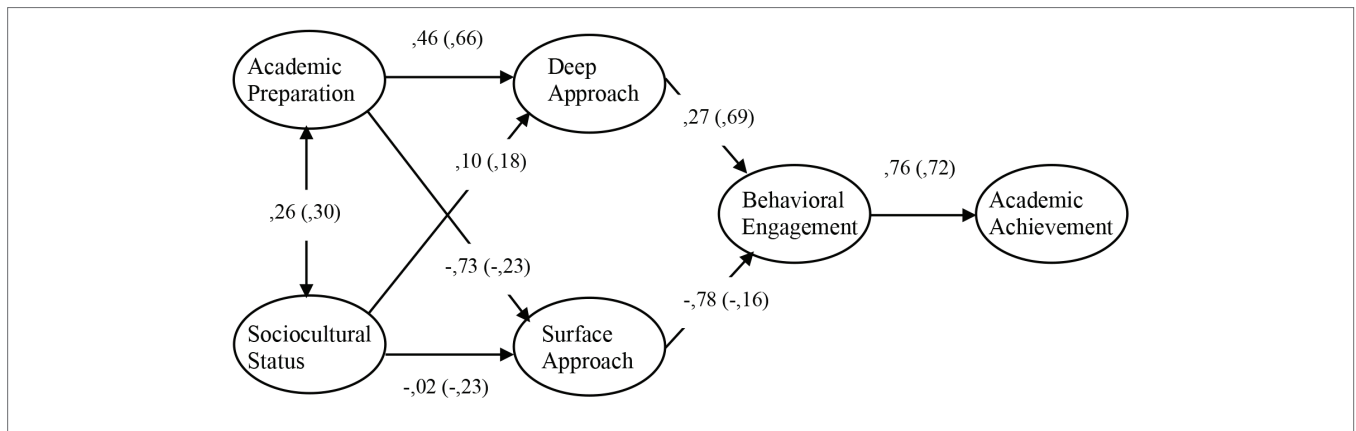 ,46 (,66)
Academic
Preparation
Deep
Approach
,27 (,69)
,10 (,18)
,76 (,72)
Behavioral
Engagement
Academic
Achievement
,26 (,30)
-,73 (-,23)
-,78 (-,16)
Sociocultural
Status
Surface
Approach
-,02 (-,23)